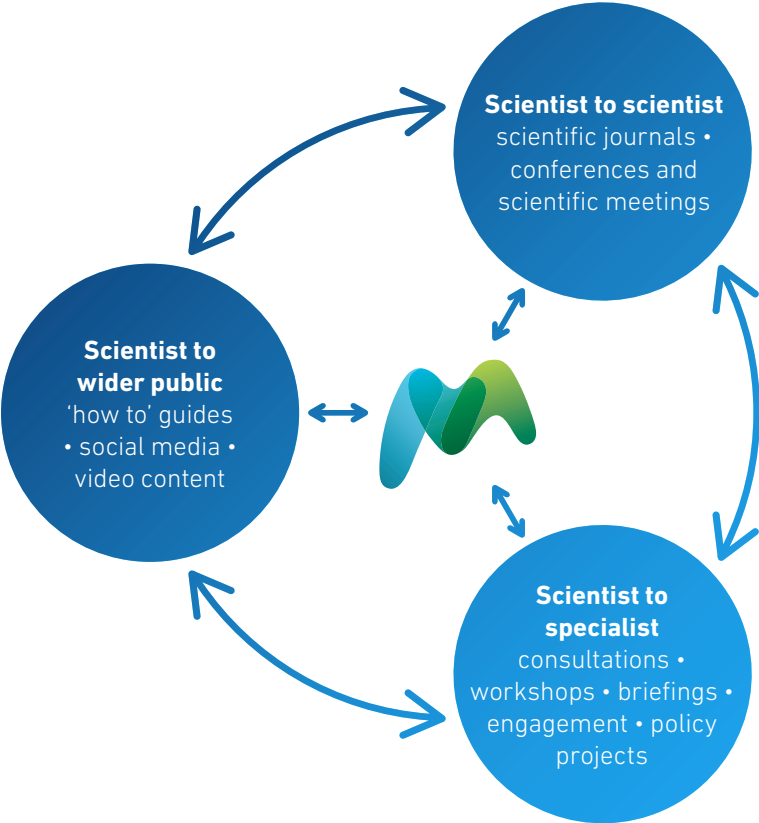 Scientist to scientist
scientific journals •
conferences and
scientific meetings
Scientist to
wider public
‘how to’ guides
• social media •
video content
Scientist to
specialist
consultations •
workshops • briefings •
engagement • policy
projects